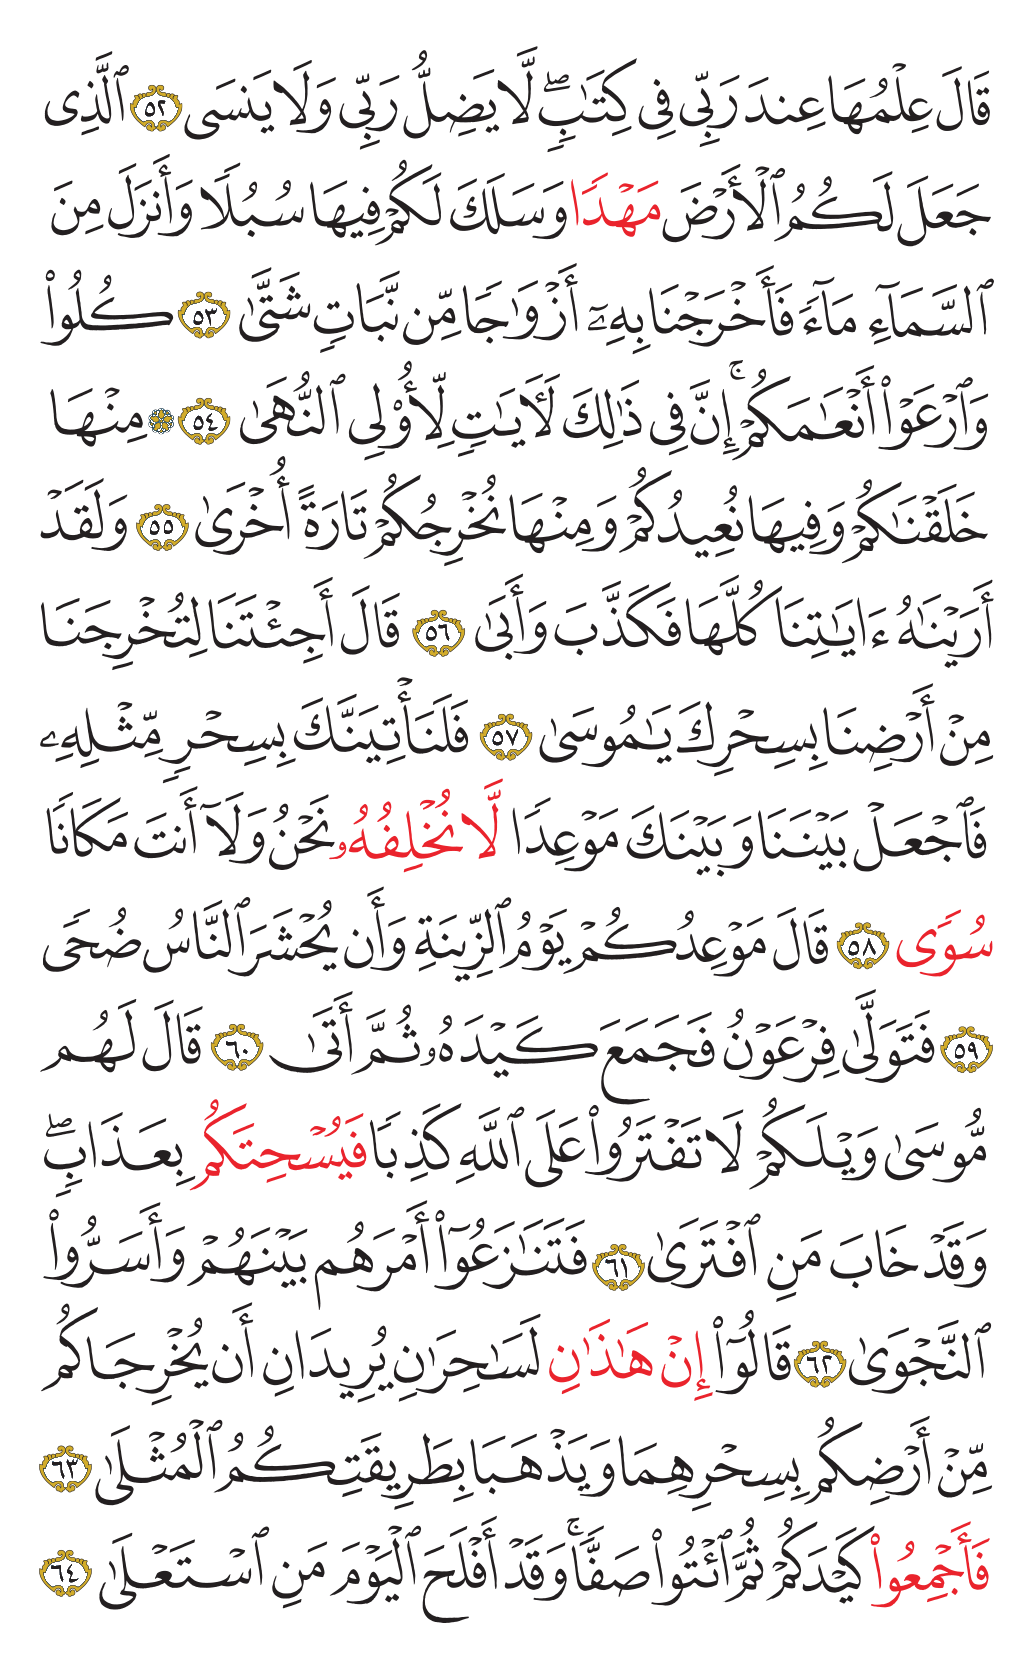 قَالَ عِلْمُهَا عِندَ رَبِّى فِى كِتَٰبٍۖ لَّا يَضِلُّ رَبِّى وَلَا يَنسَى ٥٢ ٱلَّذِى
جَعَلَ لَكُمُ ٱلْأَرْضَ مَهْدًا وَسَلَكَ لَكُمْ فِيهَا سُبُلًا وَأَنزَلَ مِنَ
ٱلسَّمَآءِ مَآءً فَأَخْرَجْنَا بِهِۦٓ أَزْوَٰجًا مِّن نَّبَاتٍ شَتَّىٰ ٥٣ كُلُوا۟
وَٱرْعَوْا۟ أَنْعَٰمَكُمْۚ إِنَّ فِى ذَٰلِكَ لَءَايَٰتٍ لِّأُو۟لِى ٱلنُّهَىٰ ٥٤ ۞ مِنْهَا
خَلَقْنَٰكُمْ وَفِيهَا نُعِيدُكُمْ وَمِنْهَا نُخْرِجُكُمْ تَارَةً أُخْرَىٰ ٥٥ وَلَقَدْ
أَرَيْنَٰهُ ءَايَٰتِنَا كُلَّهَا فَكَذَّبَ وَأَبَىٰ ٥٦ قَالَ أَجِئْتَنَا لِتُخْرِجَنَا
مِنْ أَرْضِنَا بِسِحْرِكَ يَٰمُوسَىٰ ٥٧ فَلَنَأْتِيَنَّكَ بِسِحْرٍ مِّثْلِهِۦ
فَٱجْعَلْ بَيْنَنَا وَبَيْنَكَ مَوْعِدًا لَّا نُخْلِفُهُۥ نَحْنُ وَلَآ أَنتَ مَكَانًا
سُوًى ٥٨ قَالَ مَوْعِدُكُمْ يَوْمُ ٱلزِّينَةِ وَأَن يُحْشَرَ ٱلنَّاسُ ضُحًى
٥٩ فَتَوَلَّىٰ فِرْعَوْنُ فَجَمَعَ كَيْدَهُۥ ثُمَّ أَتَىٰ ٦٠ قَالَ لَهُم
مُّوسَىٰ وَيْلَكُمْ لَا تَفْتَرُوا۟ عَلَى ٱللَّهِ كَذِبًا فَيُسْحِتَكُم بِعَذَابٍۖ
وَقَدْ خَابَ مَنِ ٱفْتَرَىٰ ٦١ فَتَنَٰزَعُوٓا۟ أَمْرَهُم بَيْنَهُمْ وَأَسَرُّوا۟
ٱلنَّجْوَىٰ ٦٢ قَالُوٓا۟ إِنْ هَٰذَٰنِ لَسَٰحِرَٰنِ يُرِيدَانِ أَن يُخْرِجَاكُم
مِّنْ أَرْضِكُم بِسِحْرِهِمَا وَيَذْهَبَا بِطَرِيقَتِكُمُ ٱلْمُثْلَىٰ ٦٣
فَأَجْمِعُوا۟ كَيْدَكُمْ ثُمَّ ٱئْتُوا۟ صَفًّاۚ وَقَدْ أَفْلَحَ ٱلْيَوْمَ مَنِ ٱسْتَعْلَىٰ ٦٤